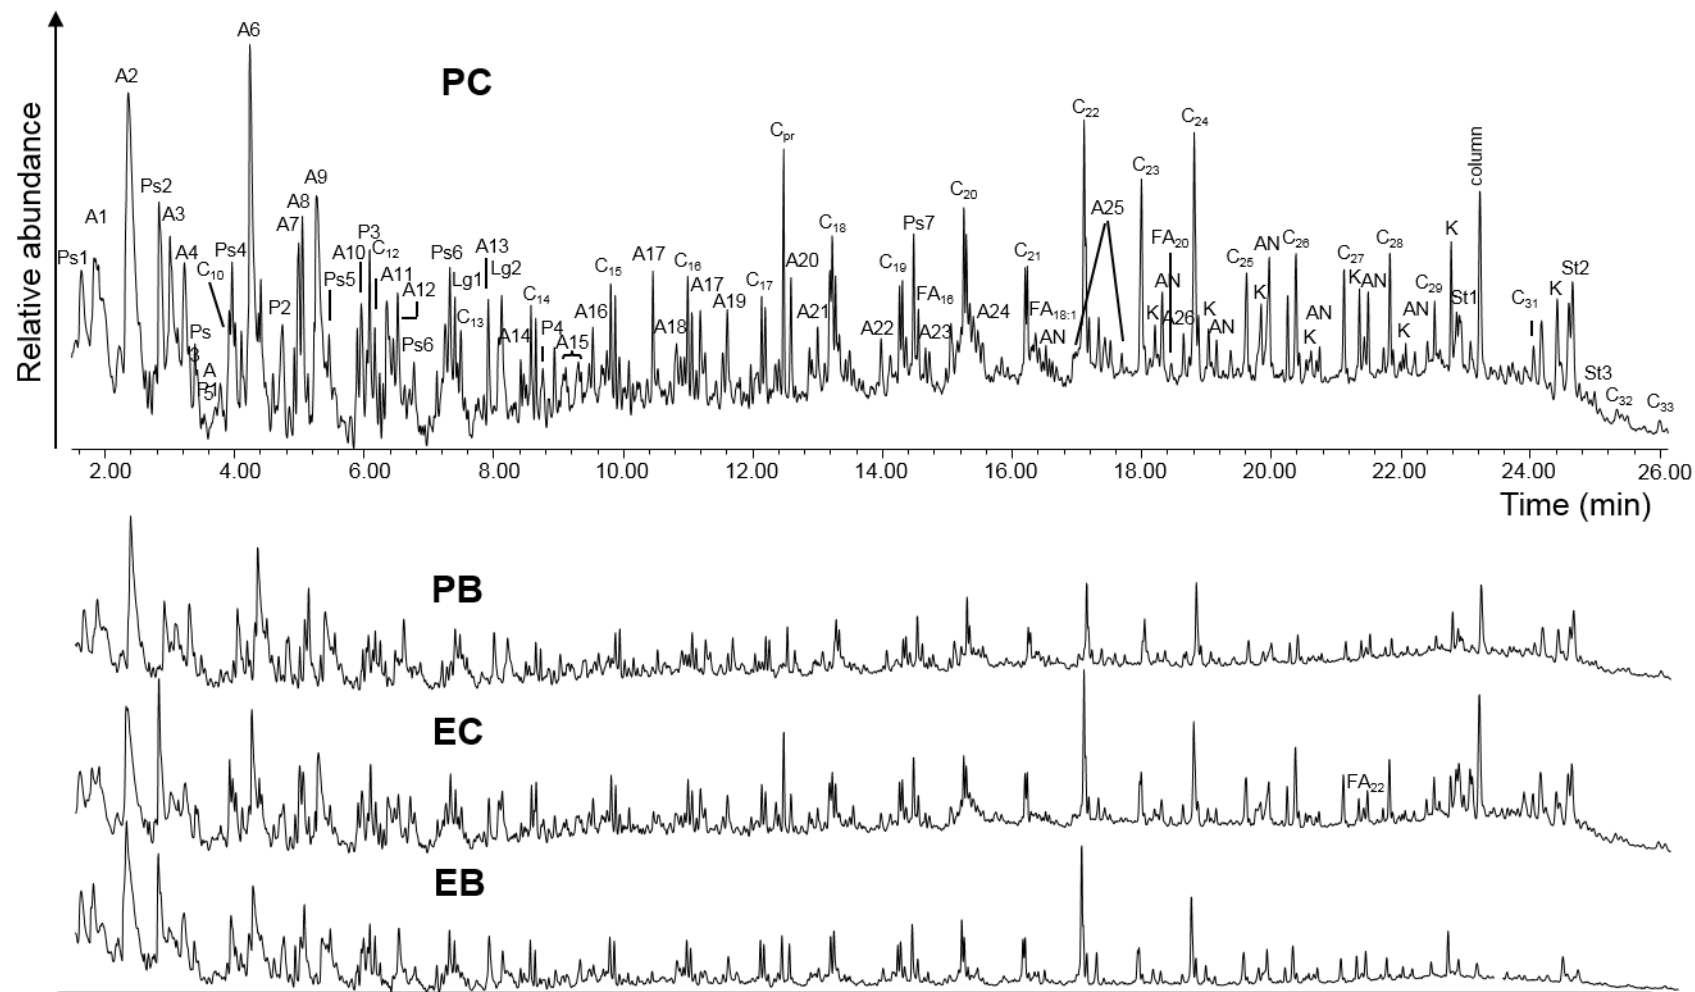 A6
PC
A2
Relative abundance
C22
C24
Cpr
column
C23
A9
Ps2
C20
A8
A25
A1
A3
A7
P3
C18
Ps7
FA20
K
Ps1
A4
Ps4
A10
C12
Ps6
A13
A17
C16
C19
C21
C25
AN
C26
C27
C28
C10
Ps5
A11
Lg1
Lg2
C15
A17
C17
A20
AN
K
AN
St2
P2
A12
C14
A16
A19
A21
FA16
A24
FA18:1
K
A26
K
K
AN
C29
St1
C31
K
Ps
3
Ps6
C13
A14
P4
A15
A18
A22
A23
AN
AN
K
AN
K
A
5
P1
St3
C32
C33
2.00 4.00 6.00 8.00 10.00 12.00 14.00 16.00 18.00 20.00 22.00 24.00 26.00
Time (min)
PB
EC
FA22
EB